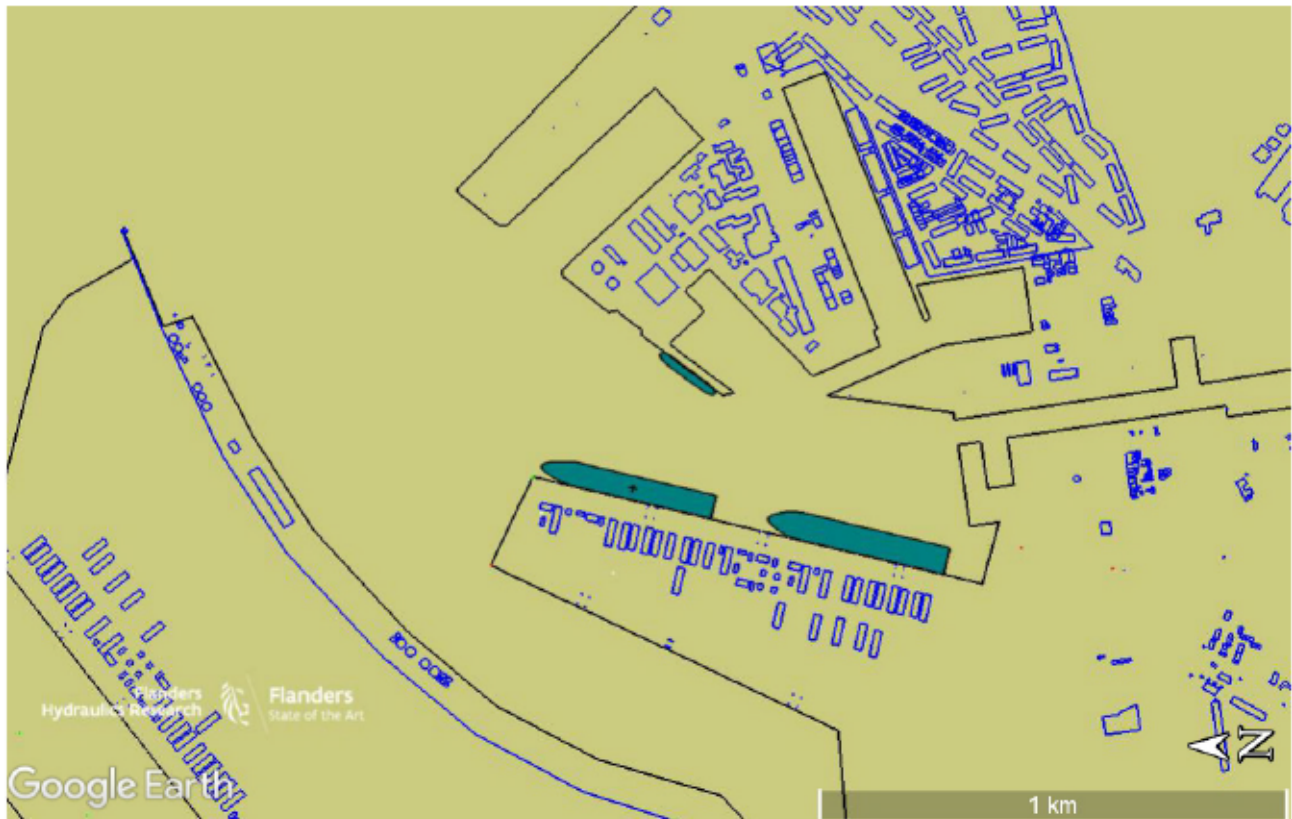 Flanders
Hydraulics Research
Flanders
State of the Art
Google Earth
1 km
N